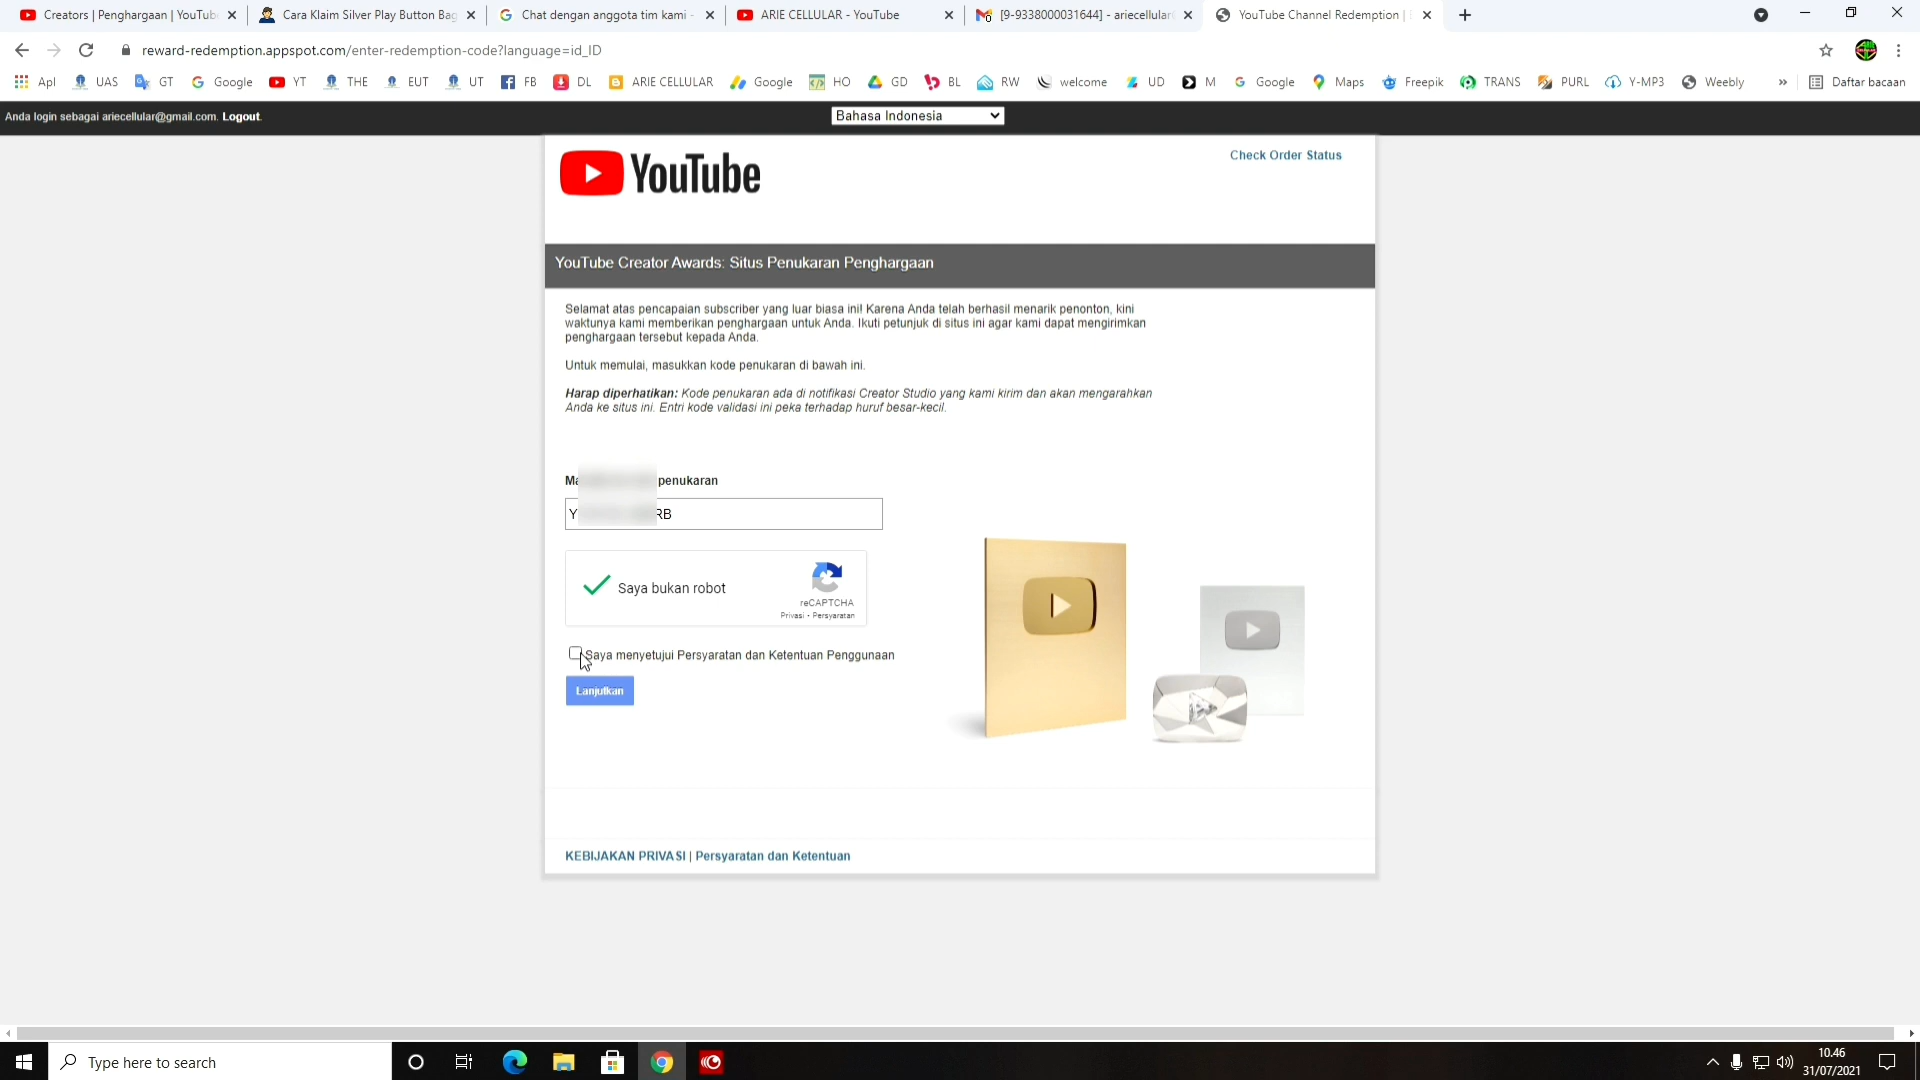 Creators | Penghargaan | YouTub
Cara Klaim Silver Play Button Bag
Chat dengan anggota tim kami -
ARIE CELLULAR - YouTube
[9-9338000031644] - ariecellular
YouTube Channel Redemption |
reward-redemption.appspot.com/enter-redemption-code?language=id_ID
Apl UAS GT Google YT THE EUT UT FB DL ARIE CELLULAR Google HO GD BL RW welcome UD M Google Maps Freepik TRANS PURL Y-MP3 Weebly » Daftar bacaan
Anda login sebagai ariecellular@gmail.com. Logout.
Bahasa Indonesia
YouTube
Check Order Status
YouTube Creator Awards: Situs Penukaran Penghargaan
Selamat atas pencapaian subscriber yang luar biasa ini! Karena Anda telah berhasil menarik penonton, kini
waktunya kami memberikan penghargaan untuk Anda. Ikuti petunjuk di situs ini agar kami dapat mengirimkan
penghargaan tersebut kepada Anda.
Untuk memulai, masukkan kode penukaran di bawah ini.
Harap diperhatikan: Kode penukaran ada di notifikasi Creator Studio yang kami kirim dan akan mengarahkan
Anda ke situs ini. Entri kode validasi ini peka terhadap huruf besar-kecil.
penukaran
Y RB
Saya bukan robot
reCAPTCHA
Privasi - Persyaratan
Saya menyetujui Persyaratan dan Ketentuan Penggunaan
Lanjutkan
KEBIJAKAN PRIVASI | Persyaratan dan Ketentuan
Type here to search
10.46
31/07/2021